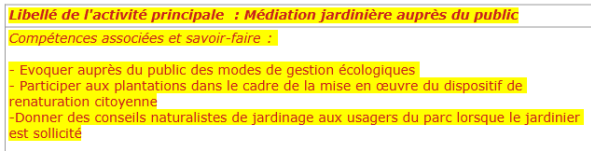 Libellé de l'activité principale  : Médiation jardinière auprès du public
Compétences associées et savoir-faire :
- Evoquer auprès du public des modes de gestion écologiques
- Participer aux plantations dans le cadre de la mise en œuvre du dispositif de
renaturation citoyenne
-Donner des conseils naturalistes de jardinage aux usagers du parc lorsque le jardinier
est sollicité